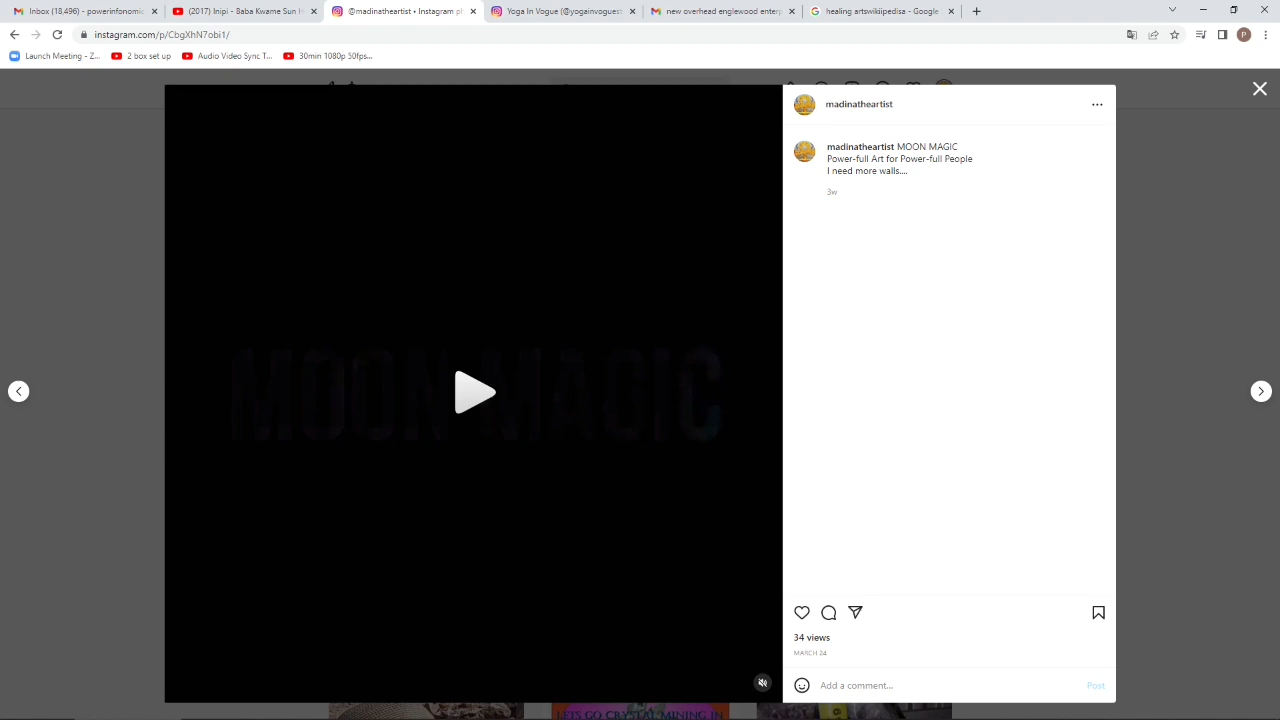 Inbox (18,496) - powerinfonomic
(2017) Inipi - Baba Kwame Sun H
@madinatheartist • Instagram ph
Yoga In Vogue (@yogainvoguest
new overhead englewood enterp
healing artswikipedisa - Google
instagram.com/p/CbgXhN7obi1/
P
Launch Meeting - Z...
2 box set up
Audio Video Sync T...
30min 1080p 50fps...
madinatheartist
madinatheartist MOON MAGIC
Power-full Art for Power-full People
I need more walls....
3w
MOON MAGIC
34 views
MARCH 24
Add a comment...
Post
LETS GO CRYSTAL MINING IN